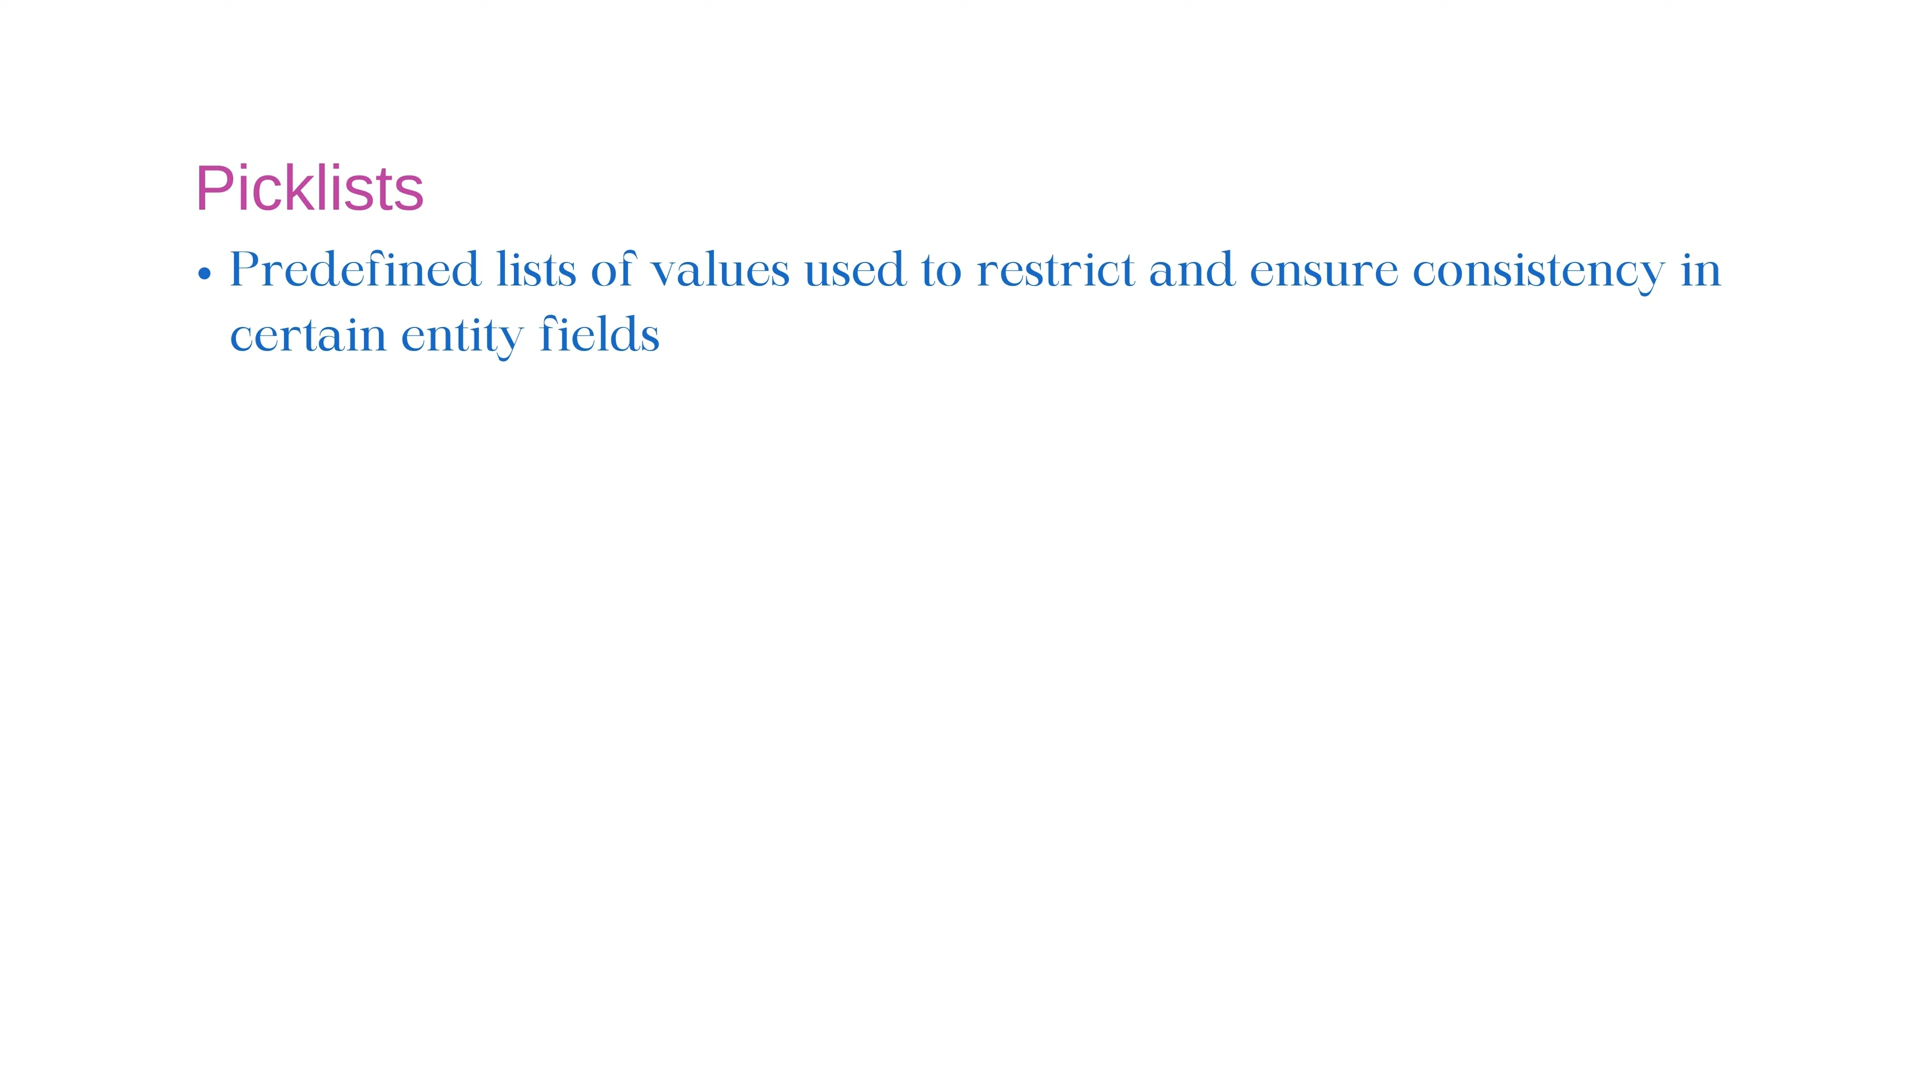 Picklists
• Predefined lists of values used to restrict and ensure consistency in
certain entity fields